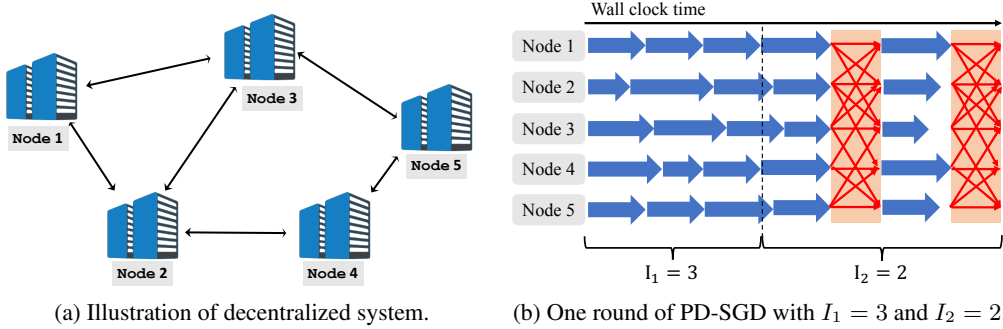 Node 1
Node 2
Node 3
Node 4
Node 5
(a) Illustration of decentralized system.
Wall clock time
Node 1
Node 2
Node 3
Node 4
Node 5
I₁ = 3
I₂ = 2
(b) One round of PD-SGD with I₁ = 3 and I₂ = 2